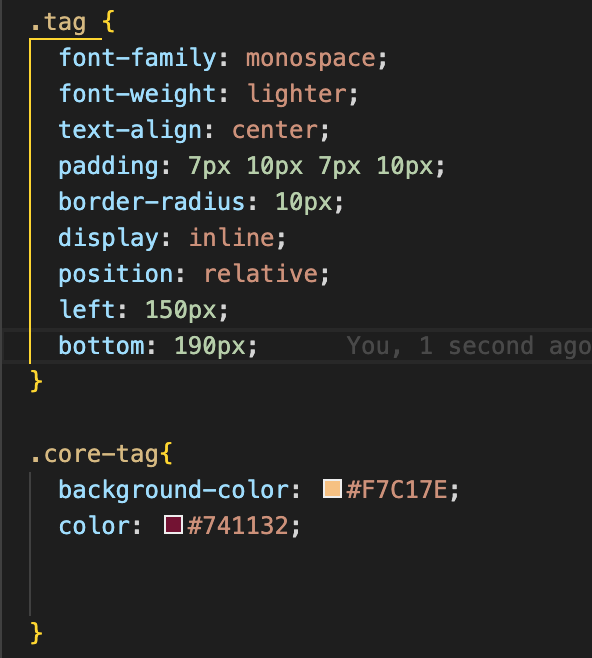 .tag {
font-family: monospace;
font-weight: lighter;
text-align: center;
padding: 7px 10px 7px 10px;
border-radius: 10px;
display: inline;
position: relative;
left: 150px;
bottom: 190px; You, 1 second ago
}
.core-tag{
background-color: #F7C17E;
color: #741132;
}